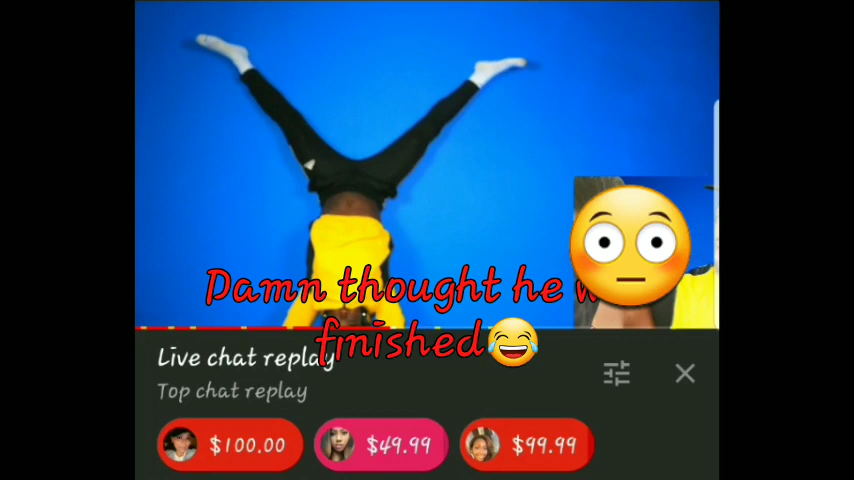 Damn thought he w
finished😂
Live chat replay
Top chat replay
$100.00 $49.99 $99.99